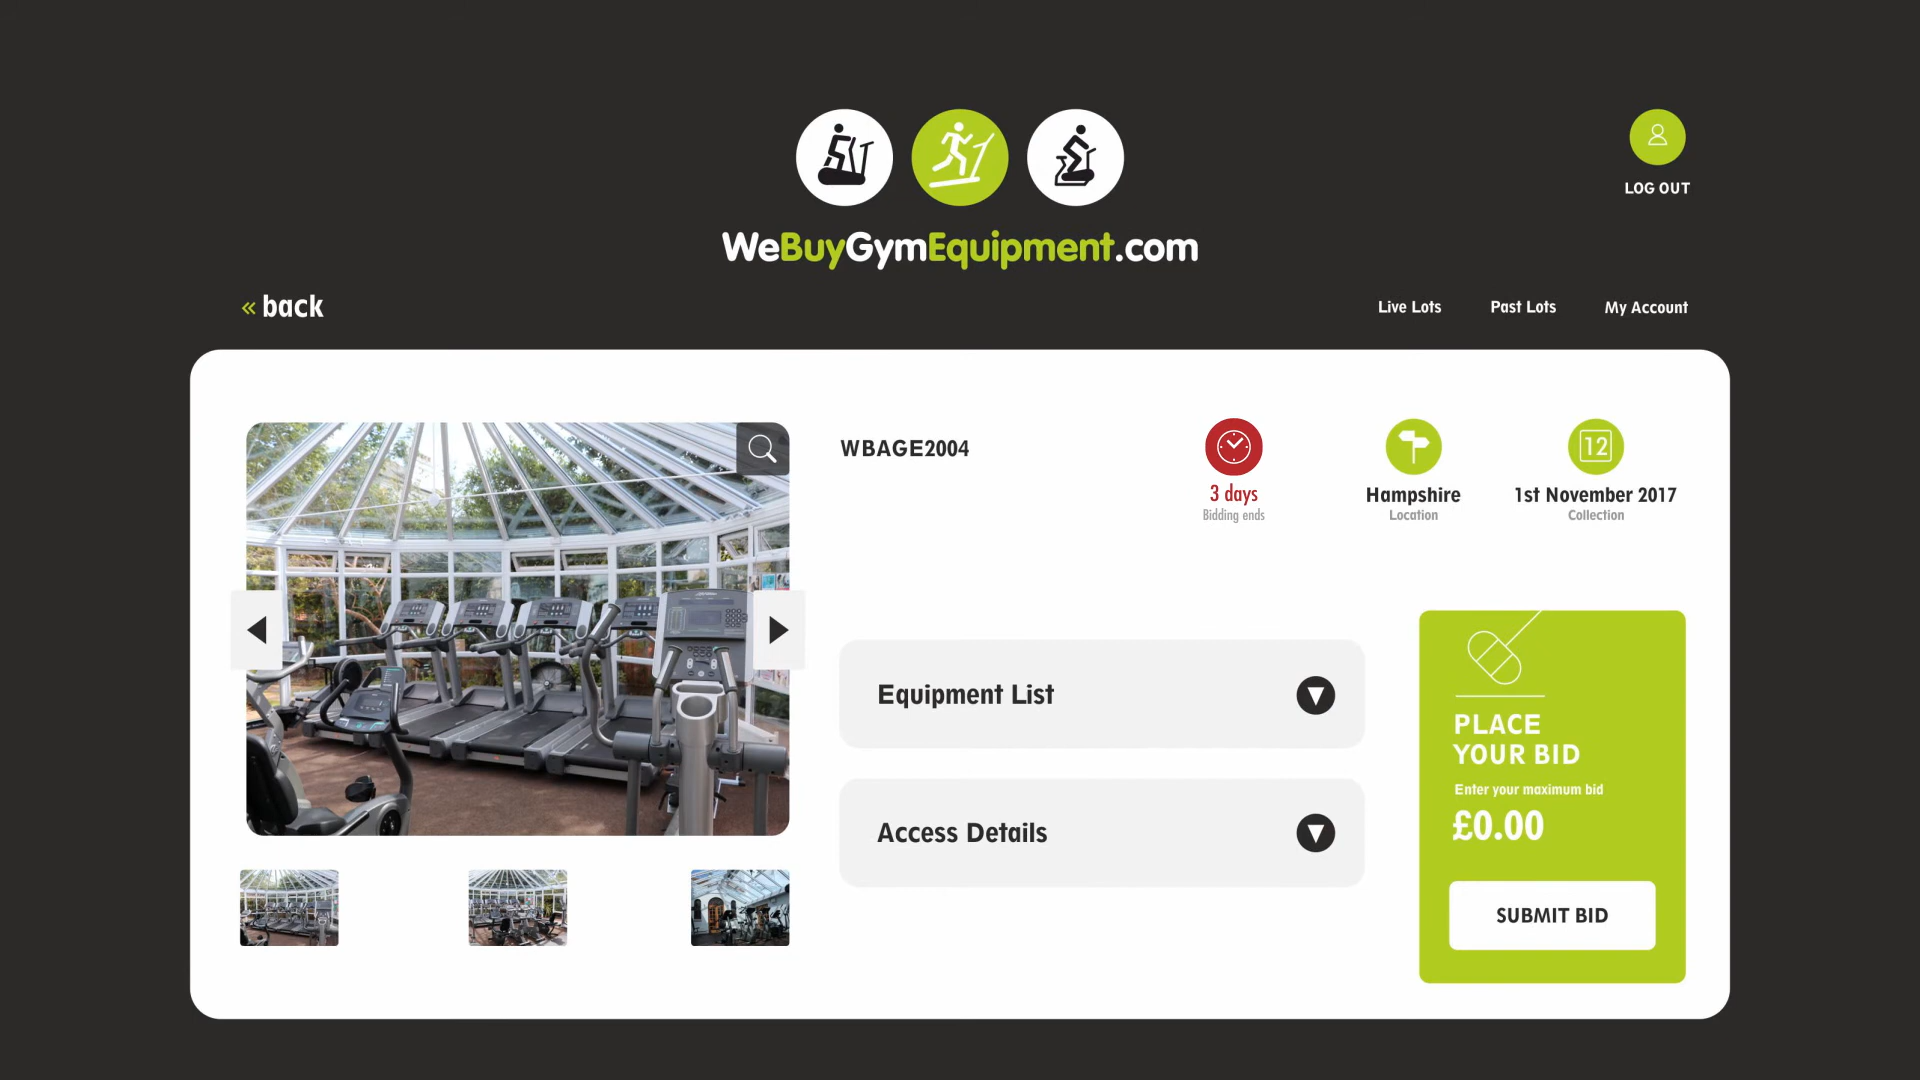 LOG OUT
WeBuyGymEquipment.com
« back
Live Lots
Past Lots
My Account
WBAGE2004
3 days
Bidding ends
Hampshire
Location
12
1st November 2017
Collection
Equipment List
Access Details
PLACE
YOUR BID
Enter your maximum bid
£0.00
SUBMIT BID